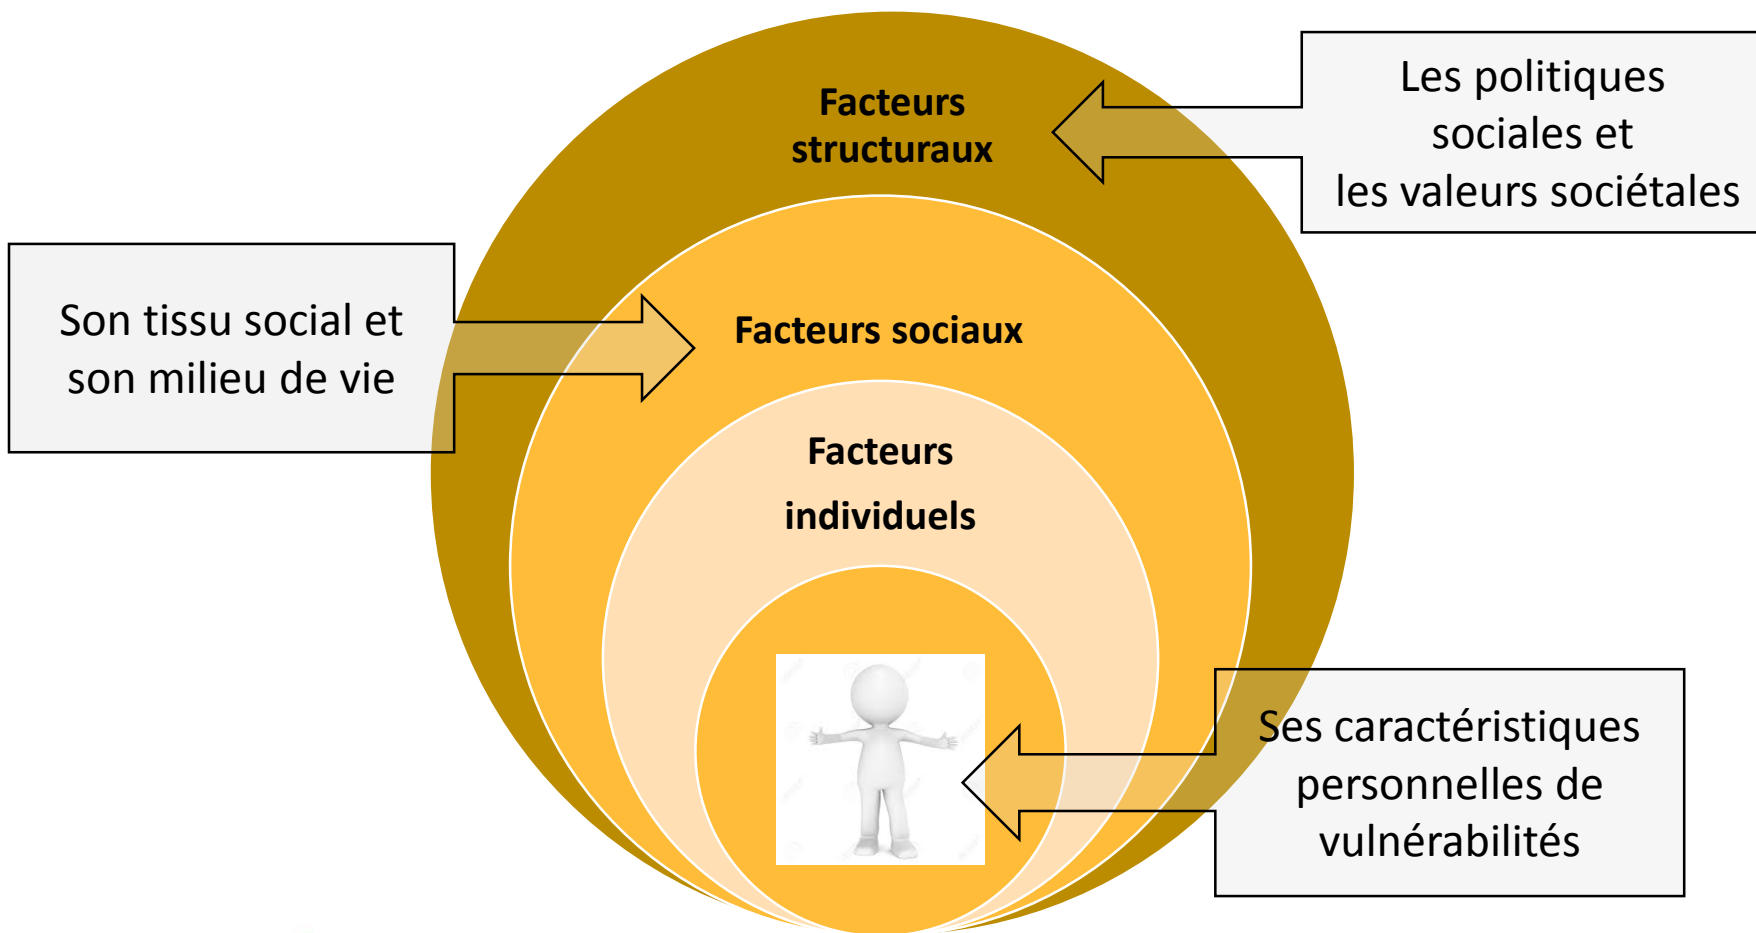 Facteurs
structuraux
Les politiques
sociales et
les valeurs sociétales
Son tissu social et
son milieu de vie
Facteurs sociaux
Facteurs
individuels
Ses caractéristiques
personnelles de
vulnérabilités